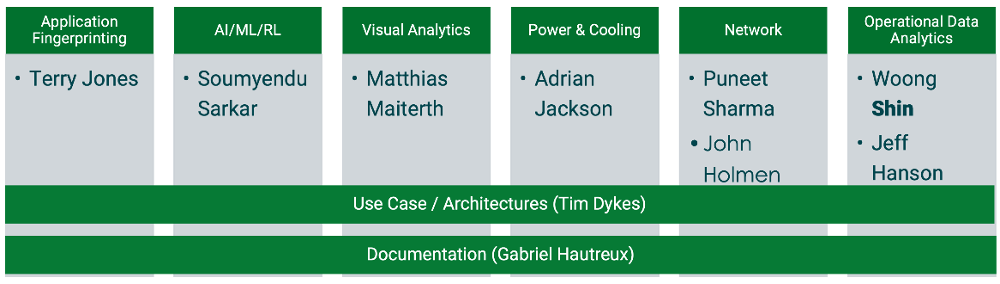 Application
Fingerprinting
• Terry Jones
AI/ML/RL
• Soumyendu
Sarkar
Visual Analytics
• Matthias
Maiterth
Power & Cooling
• Adrian
Jackson
Network
• Puneet
Sharma
• John
Holmen
Operational Data
Analytics
• Woong
Shin
• Jeff
Hanson
Use Case / Architectures (Tim Dykes)
Documentation (Gabriel Hautreux)